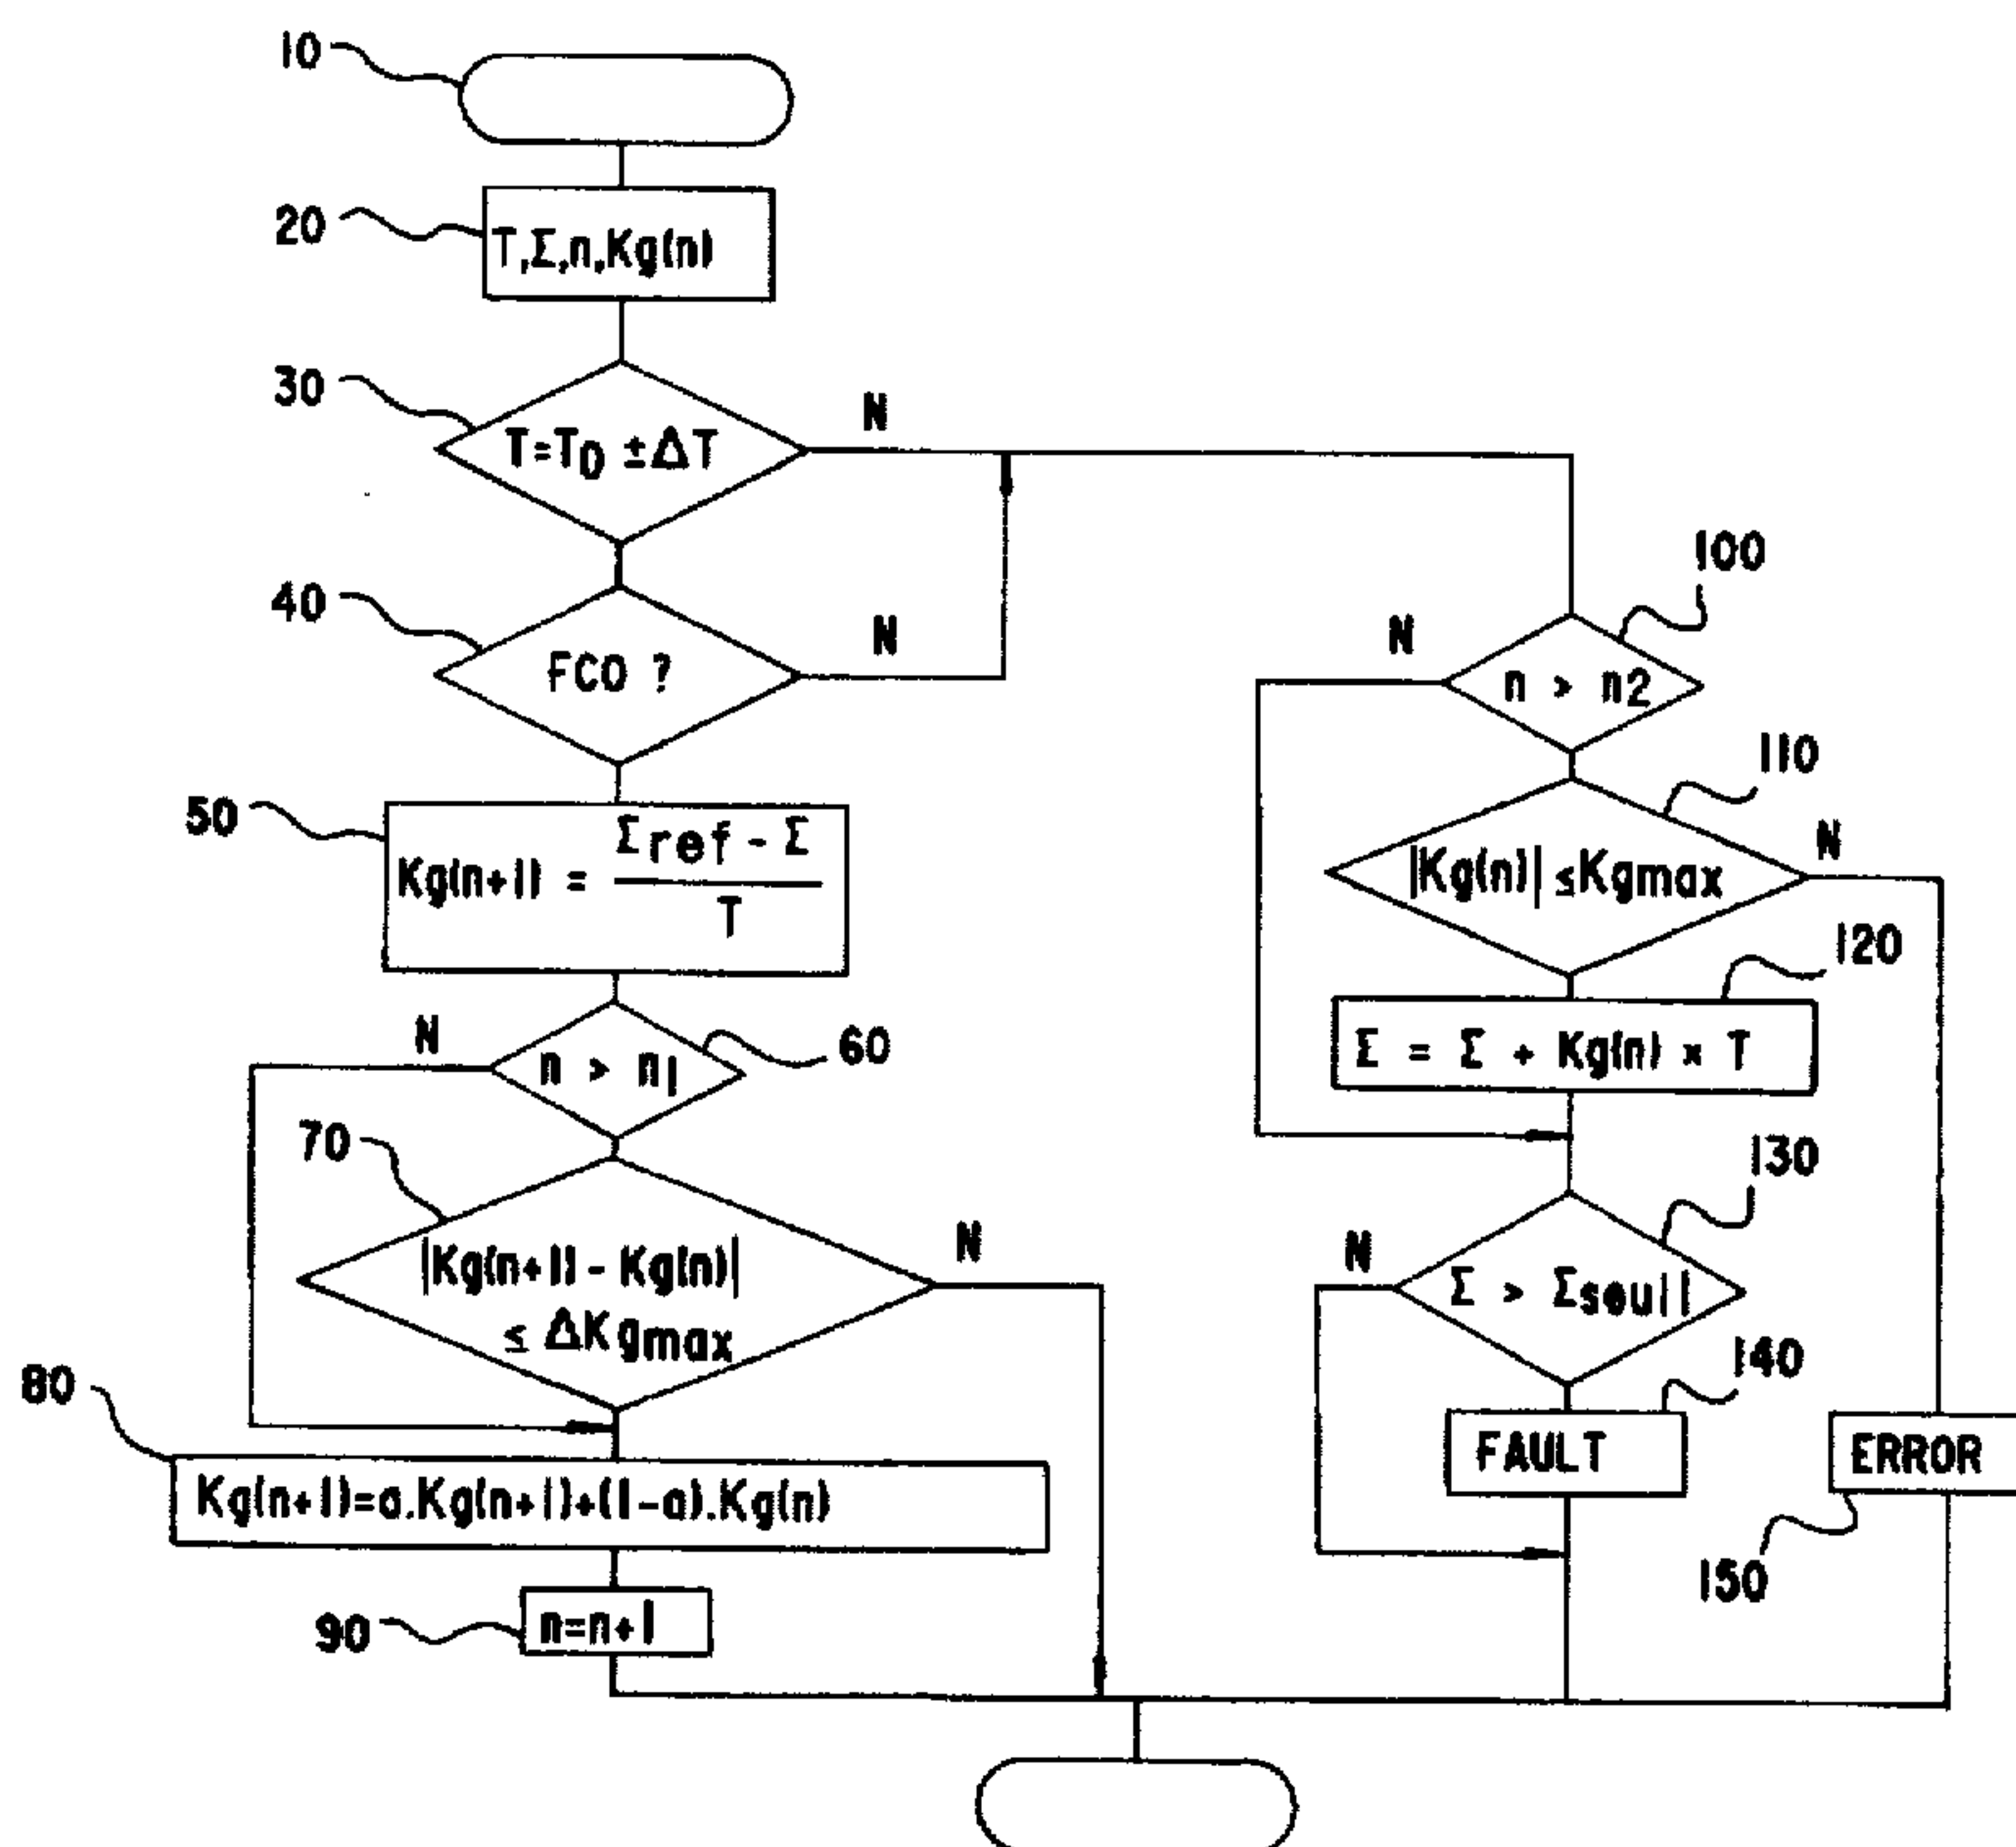 10
20
T,Σ,n,Kg(n)
30
T=T0 ±ΔT
N
40
FCO ?
N
50
Kg(n+1) = Σref - Σ
T
60
n > n1
N
70
|Kg(n+1) - Kg(n)|
≤ ΔKgmax
N
80
Kg(n+1)=a.Kg(n+1)+(1-a).Kg(n)
90
n=n+1
100
N
n > n2
110
|Kg(n)| ≤Kgmax
N
120
Σ = Σ + Kg(n) × T
130
N
Σ > Σseuil
140
FAULT
ERROR
150